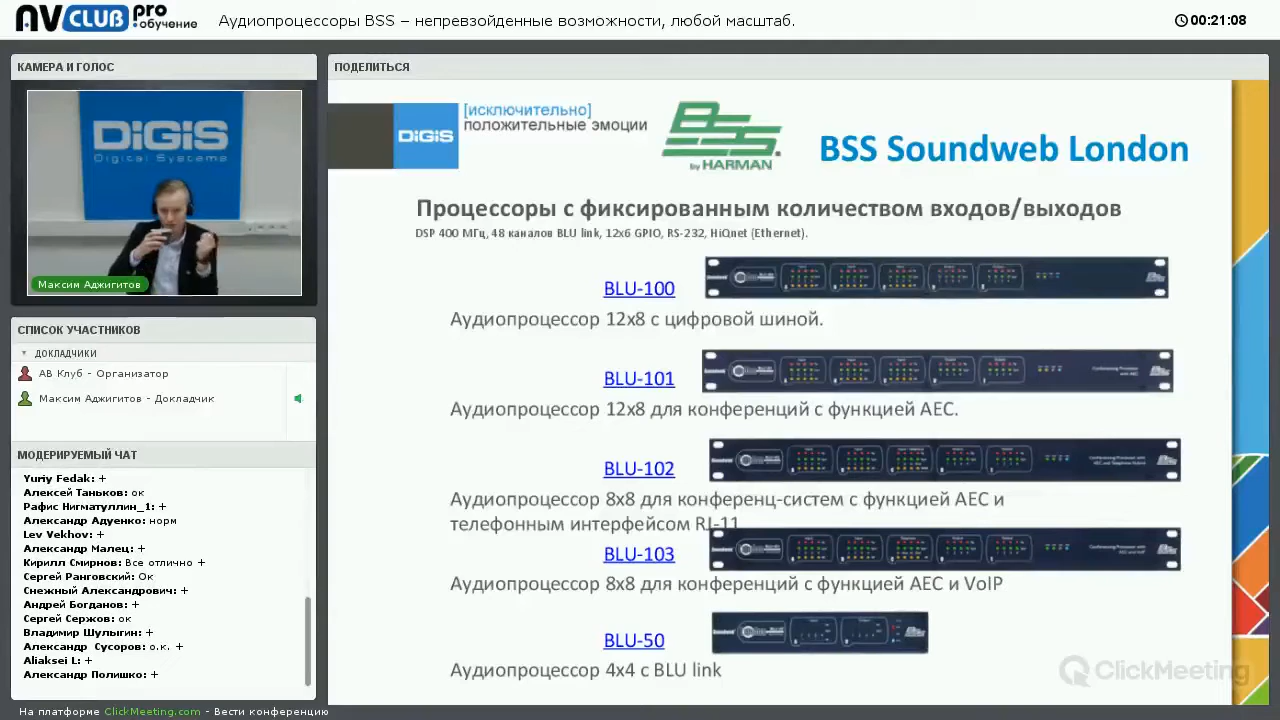 AVCLUB pro :обучение
Аудиопроцессоры BSS – непревзойденные возможности, любой масштаб.
00:21:08
КАМЕРА И ГОЛОС
DiGiS
Digital Systems
Максим Аджигитов
СПИСОК УЧАСТНИКОВ
ДОКЛАДЧИКИ
АВ Клуб - Организатор
Максим Аджигитов - Докладчик
МОДЕРИРУЕМЫЙ ЧАТ
Yuriy Fedak: +
Алексей Таньков: ок
Рафис Нигматуллин_1: +
Александр Адуенко: норм
Lev Vekhov: +
Александр Малец: +
Кирилл Смирнов: Все отлично +
Сергей Ранговский: Ок
Снежный Александрович: +
Андрей Богданов: +
Сергей Сержов: ок
Владимир Шулыгин: +
Александр Сусоров: о.к. +
Aliaksei L: +
Александр Полишко: +
ПОДЕЛИТЬСЯ
DiGiS
[исключительно]
положительные эмоции
BSS
by HARMAN
BSS Soundweb London
Процессоры с фиксированным количеством входов/выходов
DSP 400 МГц, 48 каналов BLU link, 12x6 GPIO, RS-232, HiQnet (Ethernet).
BLU-100
Аудиопроцессор 12x8 с цифровой шиной.
BLU-101
Аудиопроцессор 12x8 для конференций с функцией AEC.
BLU-102
Аудиопроцессор 8x8 для конференц-систем с функцией AEC и
телефонным интерфейсом RJ-11
BLU-103
Аудиопроцессор 8x8 для конференций с функцией AEC и VoIP
BLU-50
Аудиопроцессор 4x4 с BLU link
ClickMeeting
На платформе ClickMeeting.com - Вести конференцию